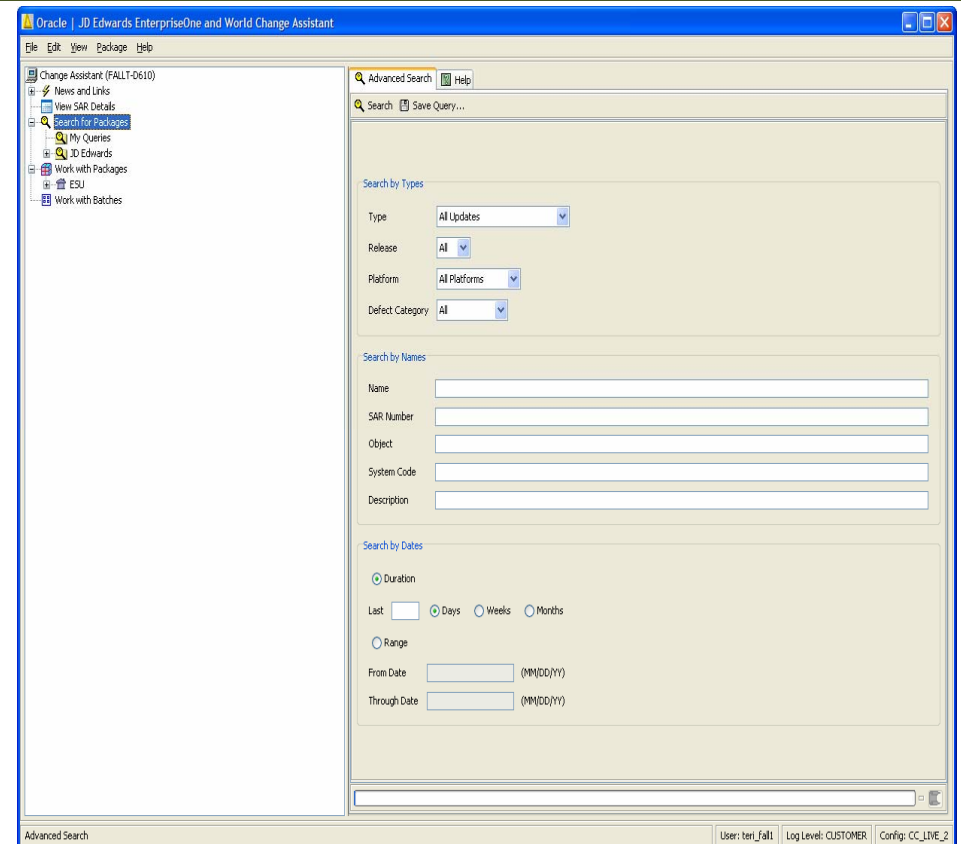 Oracle | JD Edwards EnterpriseOne and World Change Assistant
File Edit View Package Help
Change Assistant (FALLT-D610)
News and Links
View SAR Details
Search for Packages
My Queries
JD Edwards
Work with Packages
ESU
Work with Batches
Advanced Search Help
Search Save Query...
Search by Types
Type All Updates
Release All
Platform All Platforms
Defect Category All
Search by Names
Name
SAR Number
Object
System Code
Description
Search by Dates
Duration
Last Days Weeks Months
Range
From Date (MM/DD/YY)
Through Date (MM/DD/YY)
Advanced Search User: teri_fall1 Log Level: CUSTOMER Config: CC_LIVE_2